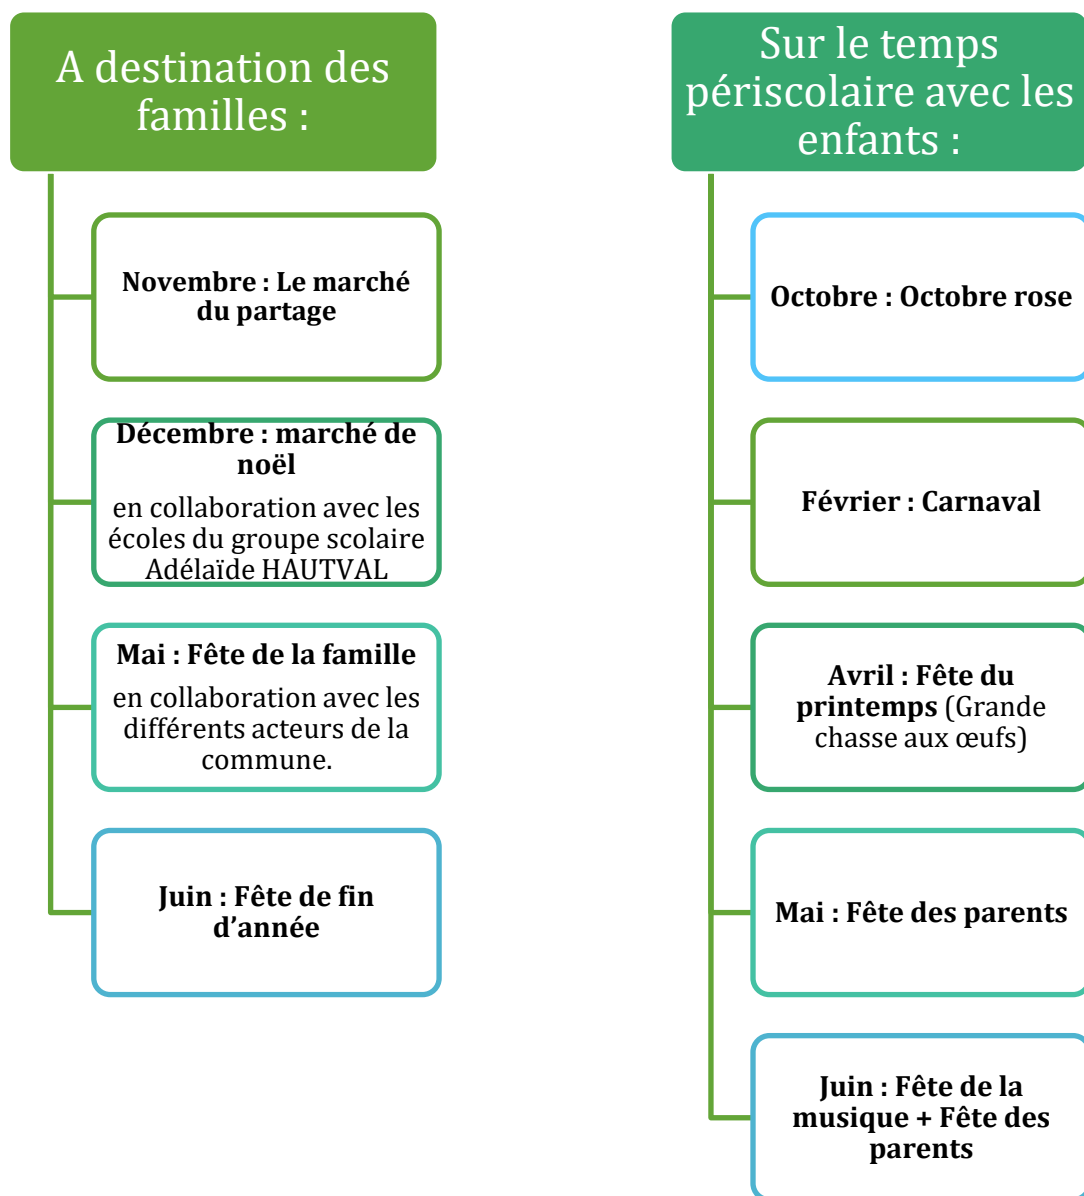 A destination des
familles :
Novembre : Le marché
du partage
Décembre : marché de
noël
en collaboration avec les
écoles du groupe scolaire
Adélaïde HAUTVAL
Mai : Fête de la famille
en collaboration avec les
différents acteurs de la
commune.
Juin : Fête de fin
d’année
Sur le temps
périscolaire avec les
enfants :
Octobre : Octobre rose
Février : Carnaval
Avril : Fête du
printemps (Grande
chasse aux œufs)
Mai : Fête des parents
Juin : Fête de la
musique + Fête des
parents